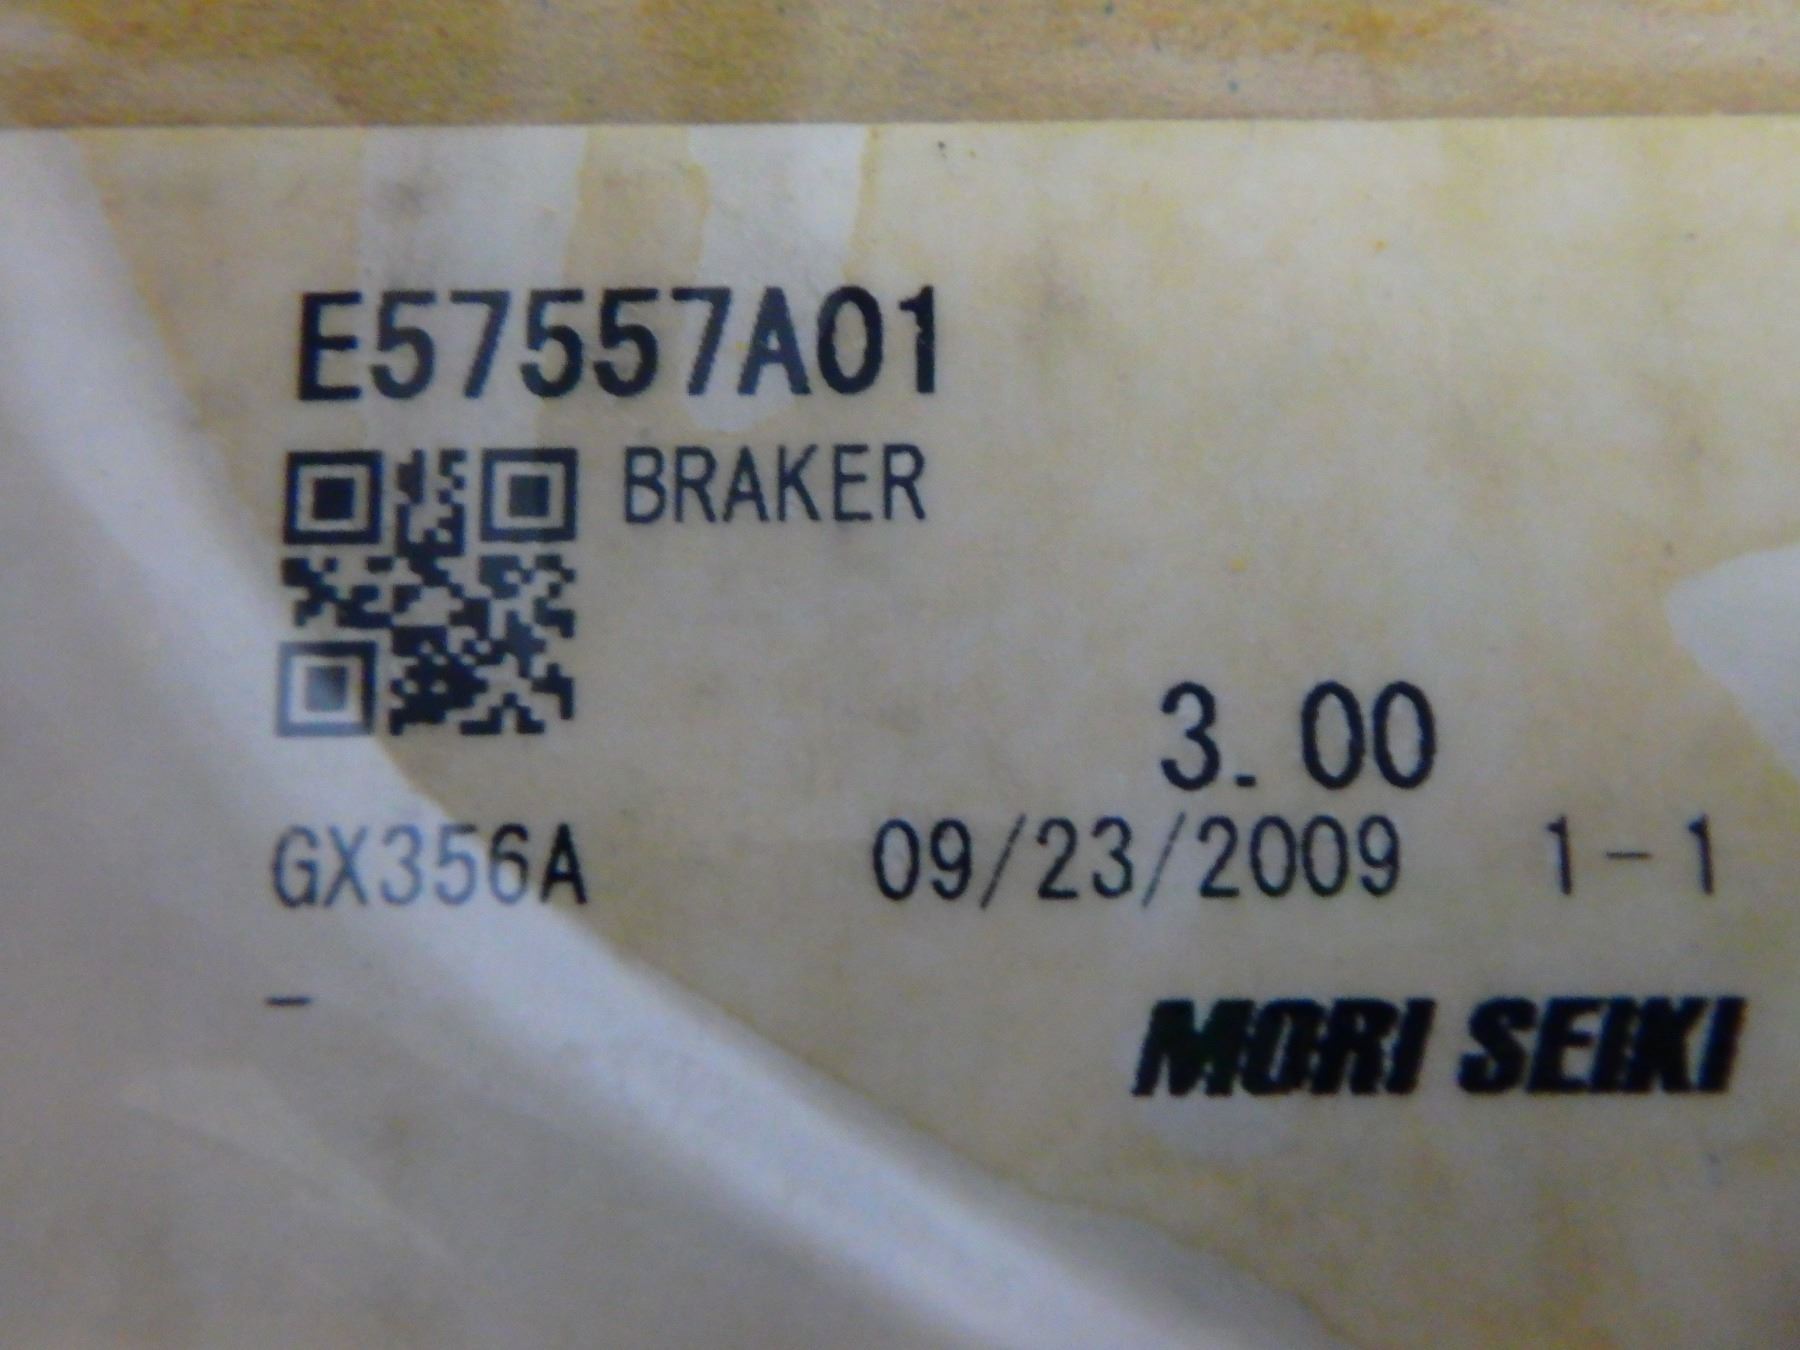 E57557A01
BRAKER
3.00
GX356A 09/23/2009 1-1
-
MORI SEIKI